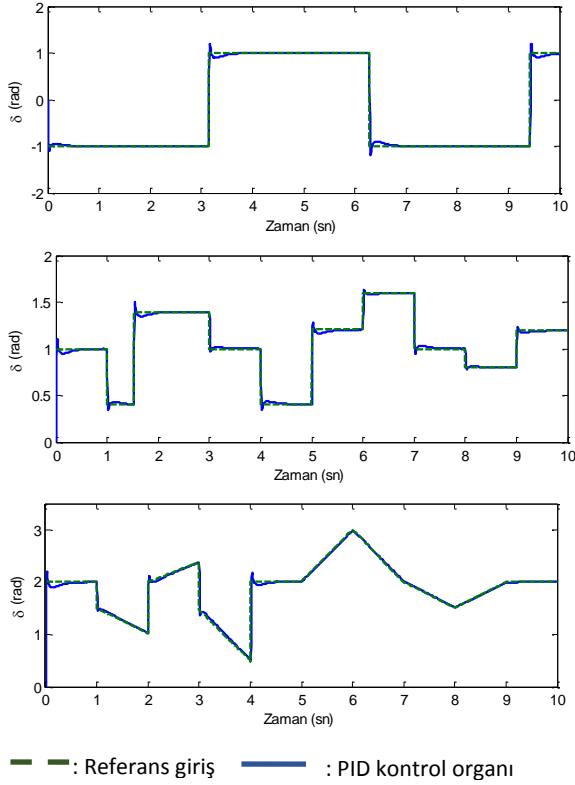 2
1
0
-1
-2
δ (rad)
0 1 2 3 4 5 6 7 8 9 10
Zaman (sn)
2
1.5
1
0.5
0
δ (rad)
0 1 2 3 4 5 6 7 8 9 10
Zaman (sn)
3
2
1
0
δ (rad)
0 1 2 3 4 5 6 7 8 9 10
Zaman (sn)
: Referans giriş : PID kontrol organı